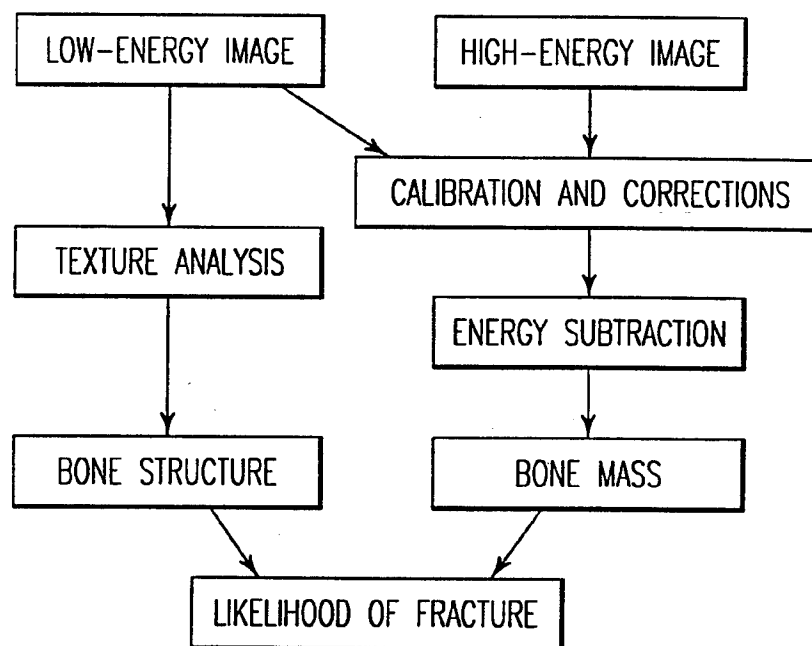 LOW-ENERGY IMAGE
HIGH-ENERGY IMAGE
CALIBRATION AND CORRECTIONS
TEXTURE ANALYSIS
ENERGY SUBTRACTION
BONE STRUCTURE
BONE MASS
LIKELIHOOD OF FRACTURE